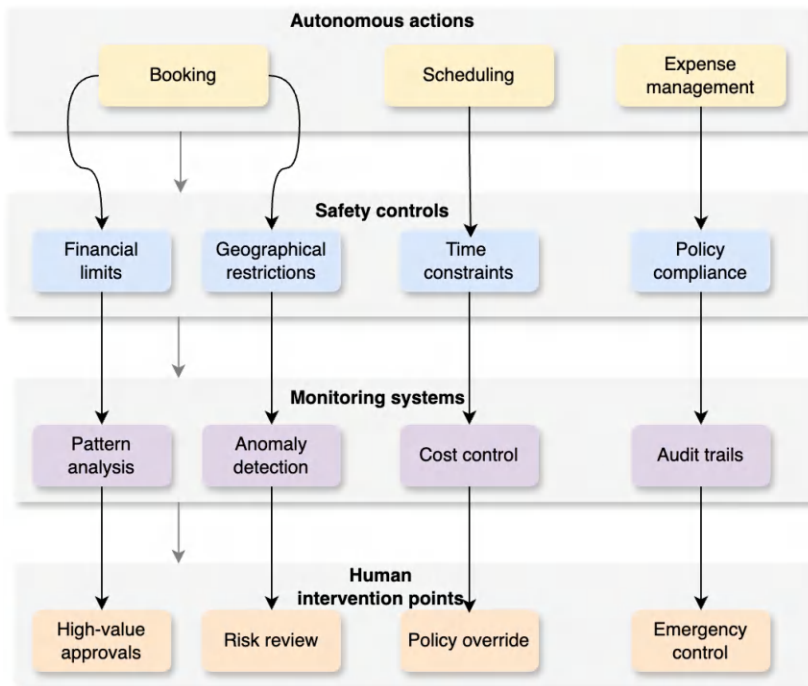 Autonomous actions
Booking
Scheduling
Expense
management
Safety controls
Financial
limits
Geographical
restrictions
Time
constraints
Policy
compliance
Monitoring systems
Pattern
analysis
Anomaly
detection
Cost control
Audit trails
Human
intervention points
High-value
approvals
Risk review
Policy override
Emergency
control